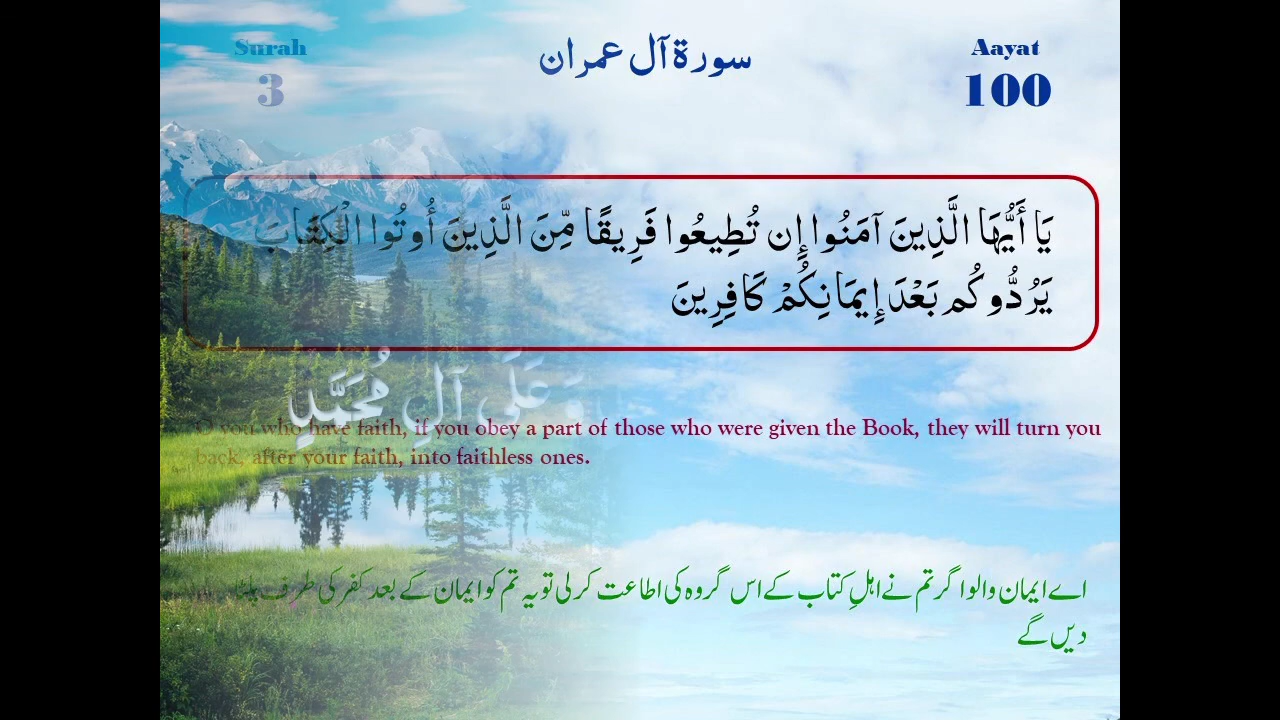 Surah
3
سورة آل عمران
Aayat
100
يَا أَيُّهَا الَّذِينَ آمَنُوا إِن تُطِيعُوا فَرِيقًا مِّنَ الَّذِينَ أُوتُوا الْكِتَابَ
يَرُدُّوكُم بَعْدَ إِيمَانِكُمْ كَافِرِينَ
وَعَلَى آلِ مُحَمَّدٍ
O you who have faith, if you obey a part of those who were given the Book, they will turn you
back, after your faith, into faithless ones.
اے ایمان والو اگر تم نے اہلِ کتاب کے اس گروہ کی اطاعت کرلی تو یہ تم کو ایمان کے بعد کفر کی طرف پلٹا
دیں گے